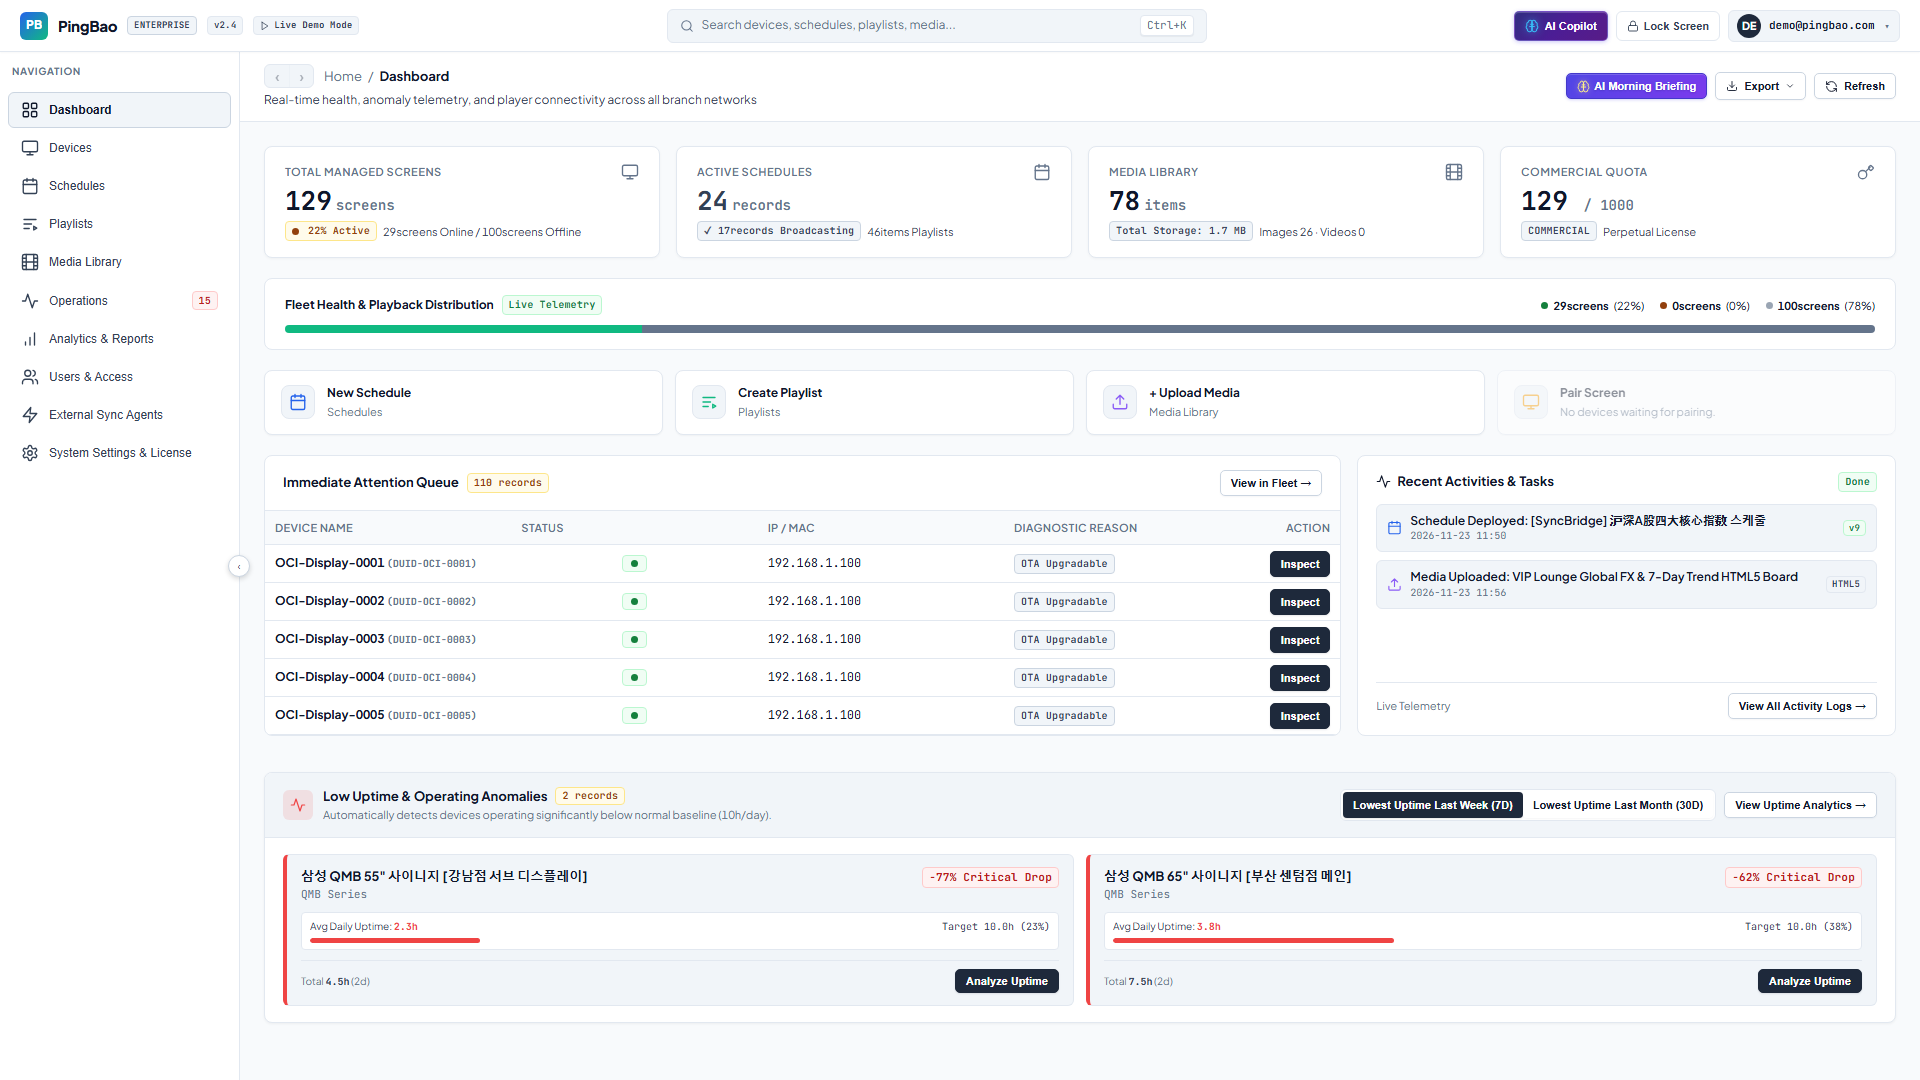 PB PingBao ENTERPRISE v2.4 Live Demo Mode
Search devices, schedules, playlists, media... Ctrl+K
AI Copilot Lock Screen DE demo@pingbao.com
NAVIGATION
Dashboard
Devices
Schedules
Playlists
Media Library
Operations 15
Analytics & Reports
Users & Access
External Sync Agents
System Settings & License
Home / Dashboard
Real-time health, anomaly telemetry, and player connectivity across all branch networks
AI Morning Briefing Export Refresh
TOTAL MANAGED SCREENS
129 screens
22% Active 29screens Online / 100screens Offline
ACTIVE SCHEDULES
24 records
✓ 17records Broadcasting 46items Playlists
MEDIA LIBRARY
78 items
Total Storage: 1.7 MB Images 26 · Videos 0
COMMERCIAL QUOTA
129 / 1000
COMMERCIAL Perpetual License
Fleet Health & Playback Distribution Live Telemetry
29screens (22%) 0screens (0%) 100screens (78%)
New Schedule
Schedules
Create Playlist
Playlists
+ Upload Media
Media Library
Pair Screen
No devices waiting for pairing.
Immediate Attention Queue 110 records View in Fleet →
DEVICE NAME STATUS IP / MAC DIAGNOSTIC REASON ACTION
OCI-Display-0001 (DUID-OCI-0001) 192.168.1.100 OTA Upgradable Inspect
OCI-Display-0002 (DUID-OCI-0002) 192.168.1.100 OTA Upgradable Inspect
OCI-Display-0003 (DUID-OCI-0003) 192.168.1.100 OTA Upgradable Inspect
OCI-Display-0004 (DUID-OCI-0004) 192.168.1.100 OTA Upgradable Inspect
OCI-Display-0005 (DUID-OCI-0005) 192.168.1.100 OTA Upgradable Inspect
Recent Activities & Tasks Done
Schedule Deployed: [SyncBridge] 沪深A股四大核心指数 스케줄 v9
2026-11-23 11:50
Media Uploaded: VIP Lounge Global FX & 7-Day Trend HTML5 Board HTML5
2026-11-23 11:56
Live Telemetry View All Activity Logs →
Low Uptime & Operating Anomalies 2 records
Automatically detects devices operating significantly below normal baseline (10h/day).
Lowest Uptime Last Week (7D) Lowest Uptime Last Month (30D) View Uptime Analytics →
삼성 QMB 55" 사이니지 [강남점 서브 디스플레이] -77% Critical Drop
QMB Series
Avg Daily Uptime: 2.3h Target 10.0h (23%)
Total 4.5h (2d) Analyze Uptime
삼성 QMB 65" 사이니지 [부산 센텀점 메인] -62% Critical Drop
QMB Series
Avg Daily Uptime: 3.8h Target 10.0h (38%)
Total 7.5h (2d) Analyze Uptime